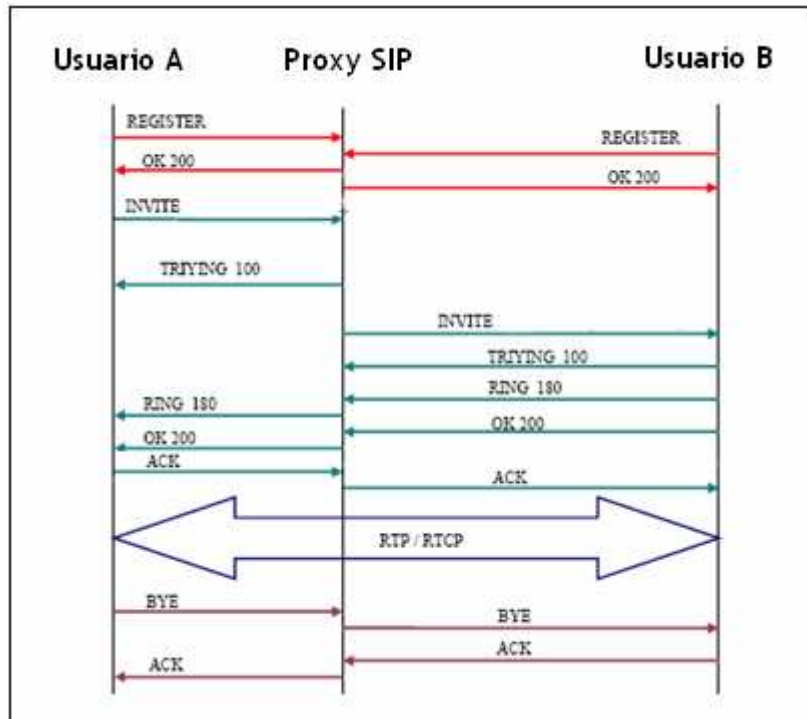 Usuario A
Proxy SIP
Usuario B
REGISTER
REGISTER
OK 200
OK 200
INVITE
TRIYING 100
INVITE
TRIYING 100
RING 180
RING 180
OK 200
OK 200
ACK
ACK
RTP / RTCP
BYE
BYE
ACK
ACK